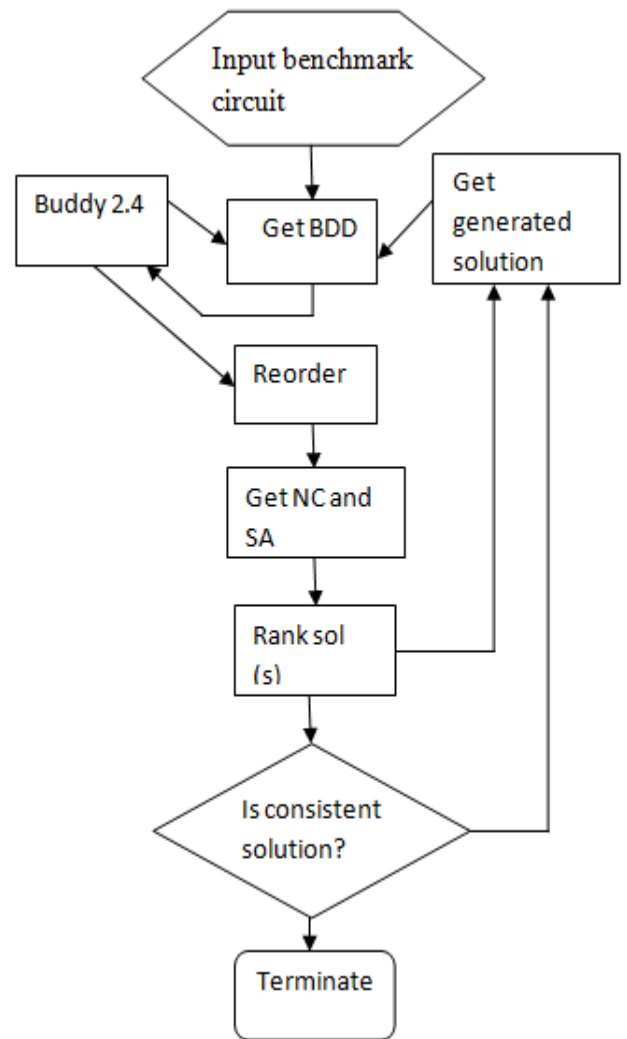 Input benchmark
circuit
Buddy 2.4
Get BDD
Get
generated
solution
Reorder
Get NC and
SA
Rank sol
(s)
Is consistent
solution?
Terminate